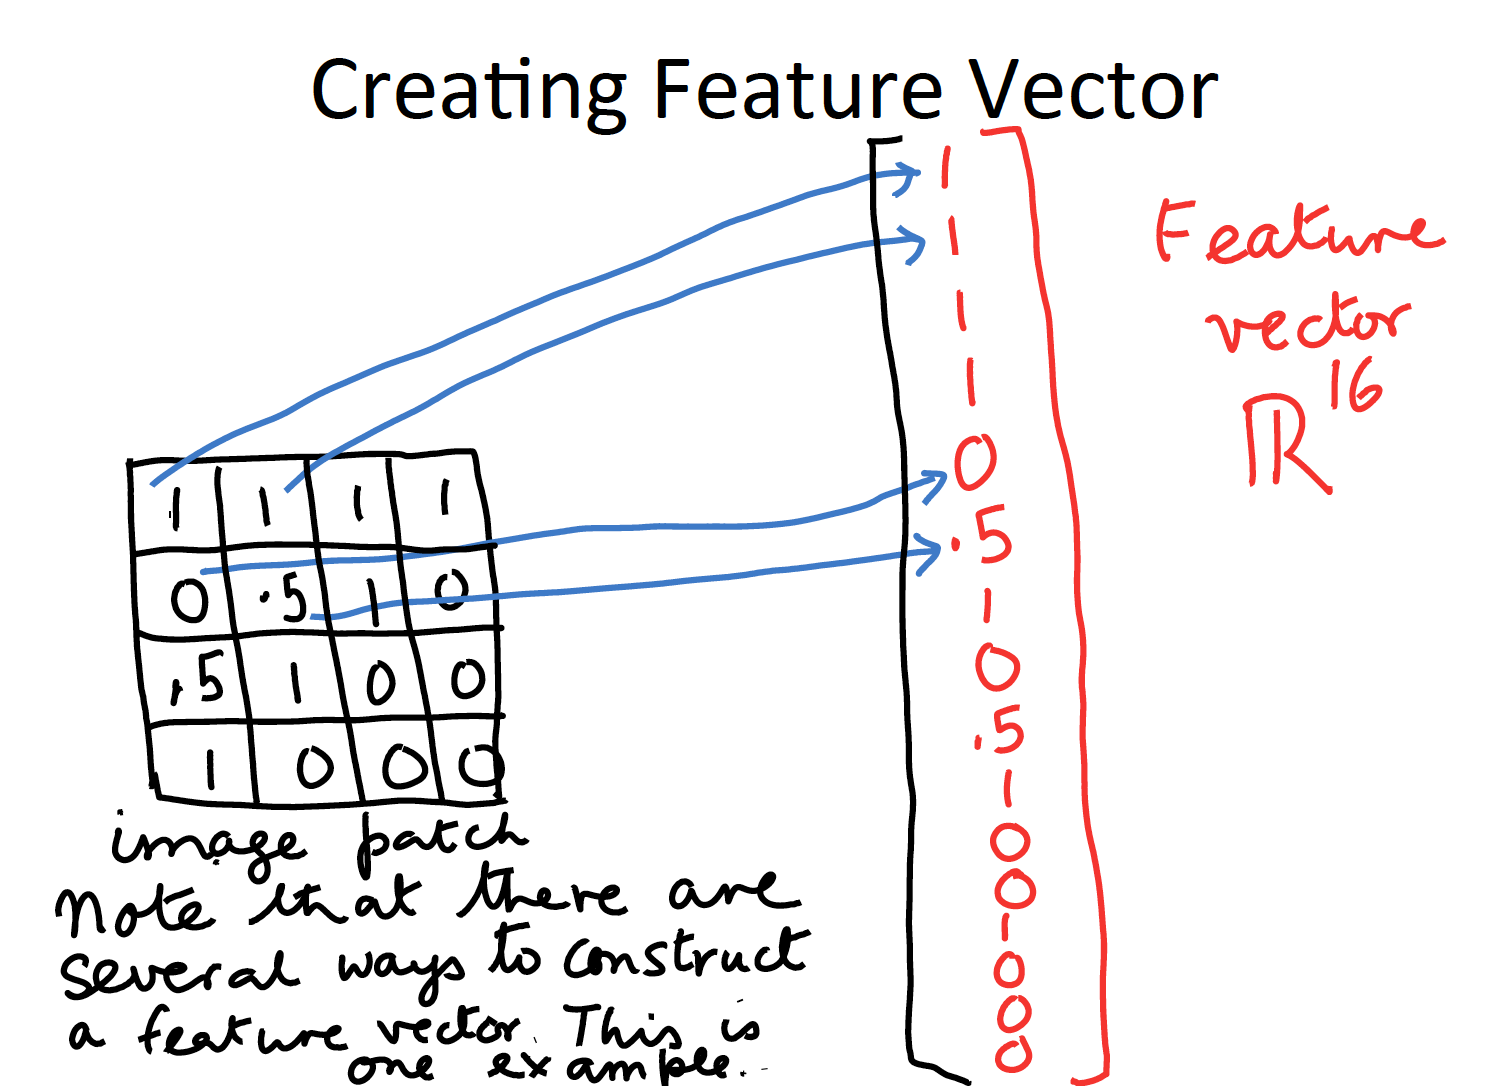 Creating Feature Vector
1 1 1 1
0 .5 1 0
.5 1 0 0
1 0 0 0
image patch
Note that there are
several ways to construct
a feature vector. This is
one example.
1
1
1
1
0
.5
1
0
.5
1
0
0
1
0
0
0
Feature
vector
ℝ¹⁶